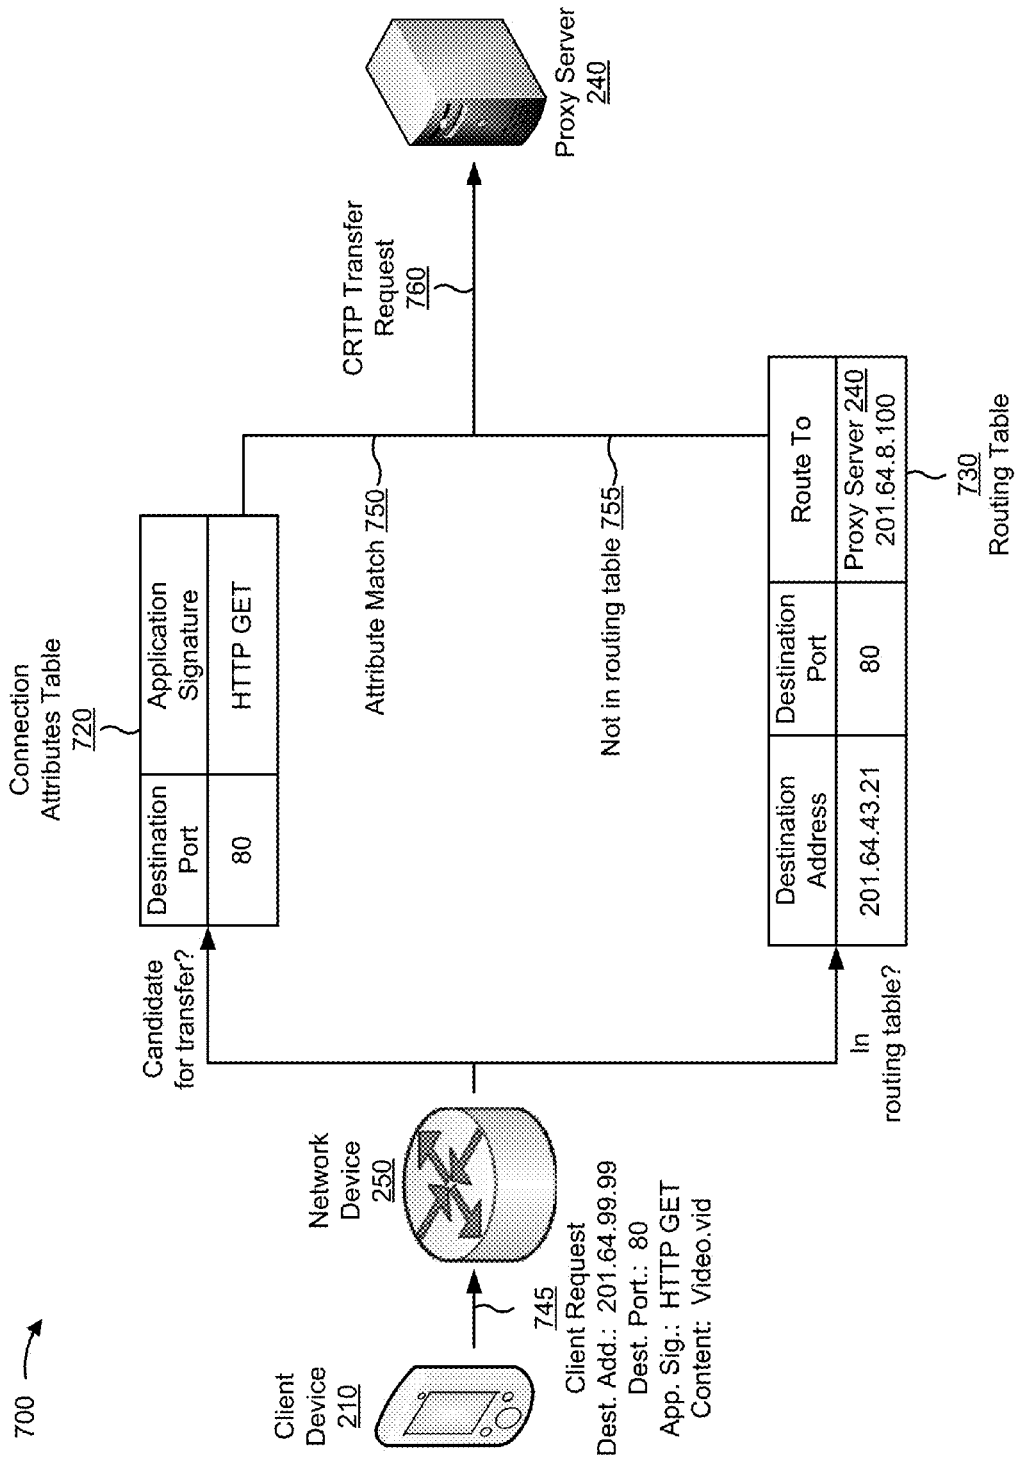 700
Client
Device
210
745
Client Request
Dest. Add.: 201.64.99.99
Dest. Port.: 80
App. Sig.: HTTP GET
Content: Video.vid
Network
Device
250
Candidate
for transfer?
In
routing table?
Connection
Attributes Table
720
Destination
Port
Application
Signature
80
HTTP GET
Attribute Match 750
Not in routing table 755
Destination
Address
Destination
Port
Route To
201.64.43.21
80
Proxy Server 240
201.64.8.100
730
Routing Table
CRTP Transfer
Request
760
Proxy Server
240